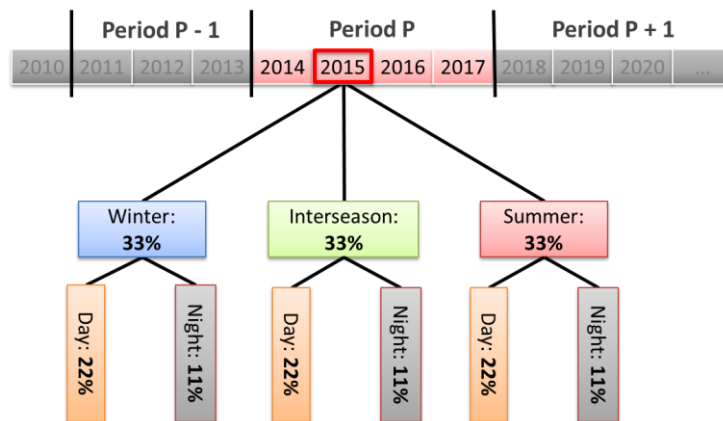 Period P - 1 Period P Period P + 1
2010 2011 2012 2013 2014 2015 2016 2017 2018 2019 2020 ...
Winter: Interseason: Summer:
33% 33% 33%
Day: 22% Night: 11% Day: 22% Night: 11% Day: 22% Night: 11%